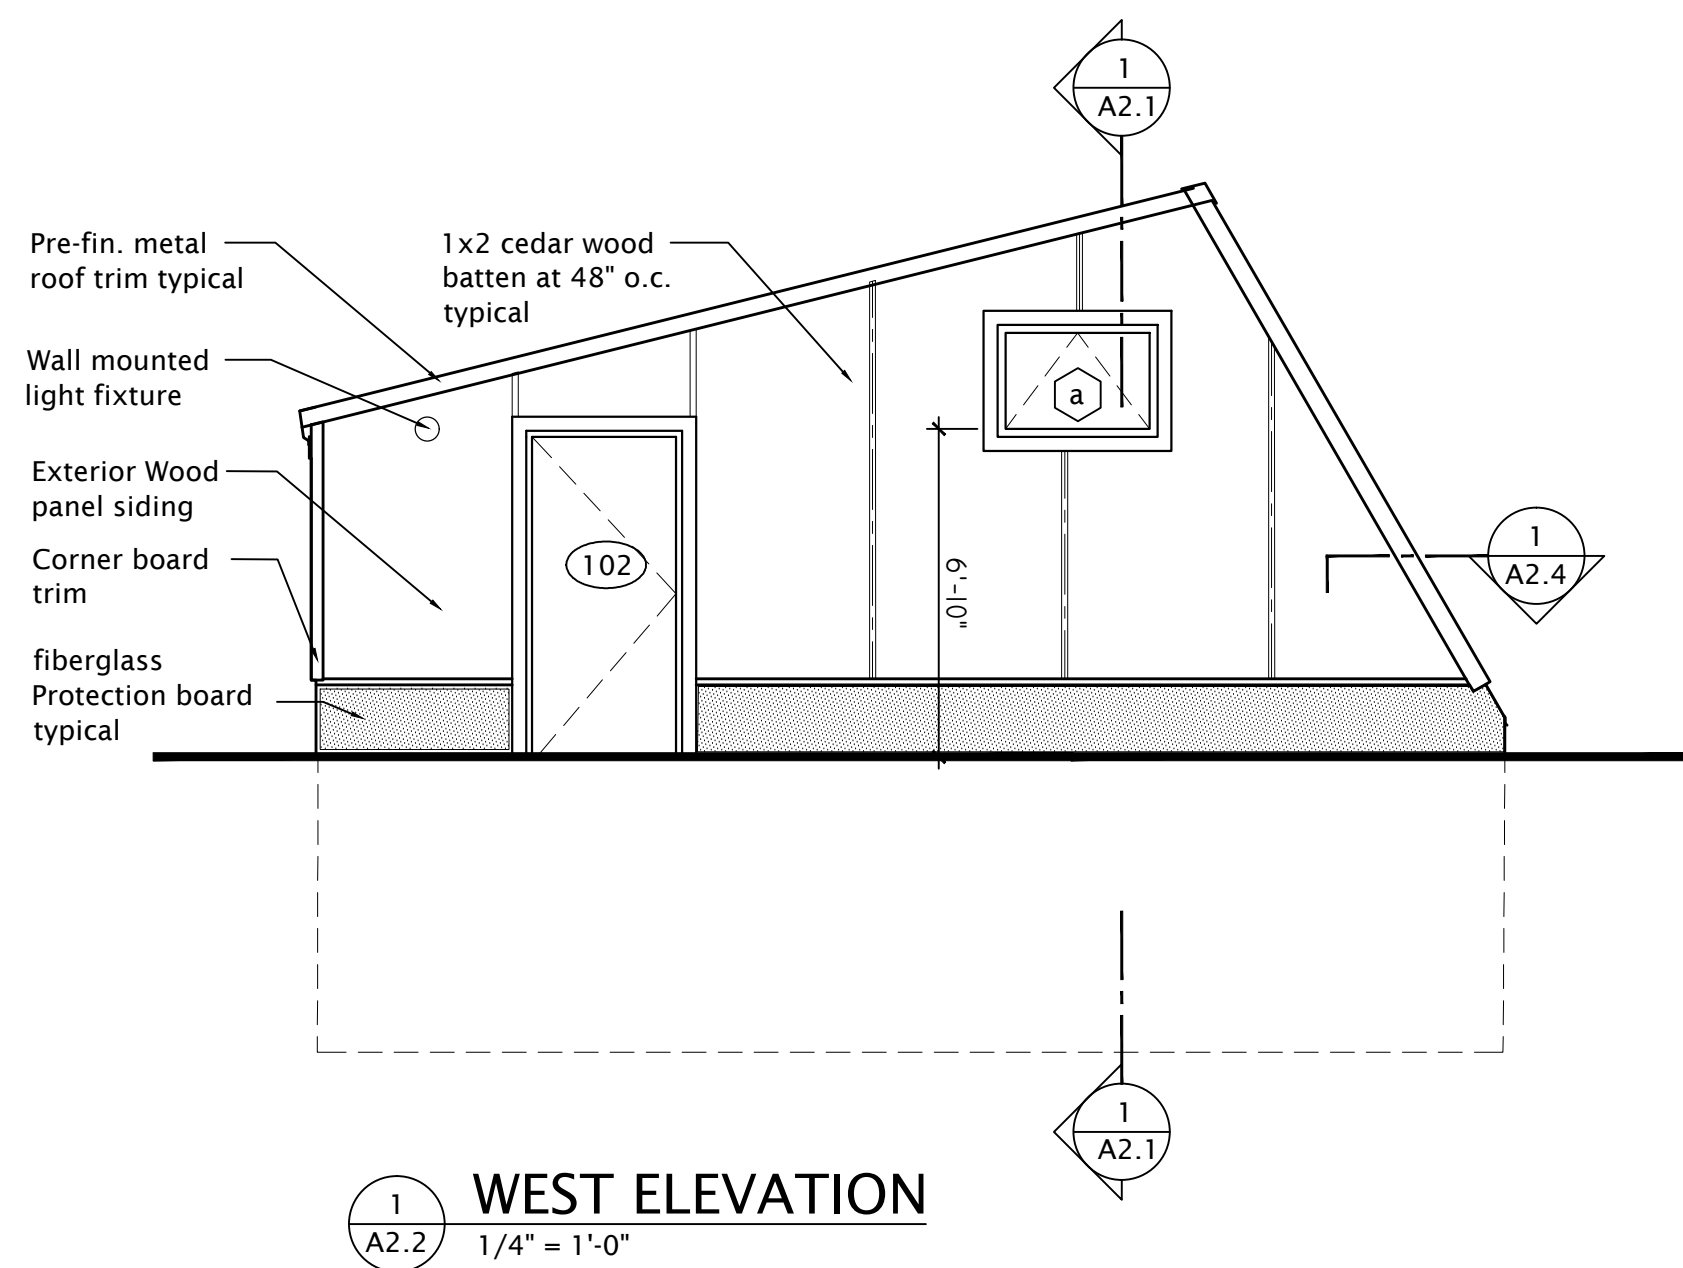 1
A2.1
Pre-fin. metal
roof trim typical
1x2 cedar wood
batten at 48" o.c.
typical
Wall mounted
light fixture
a
Exterior Wood
panel siding
102
6'-10"
1
A2.4
Corner board
trim
fiberglass
Protection board
typical
1
A2.1
1
A2.2
WEST ELEVATION
1/4" = 1'-0"